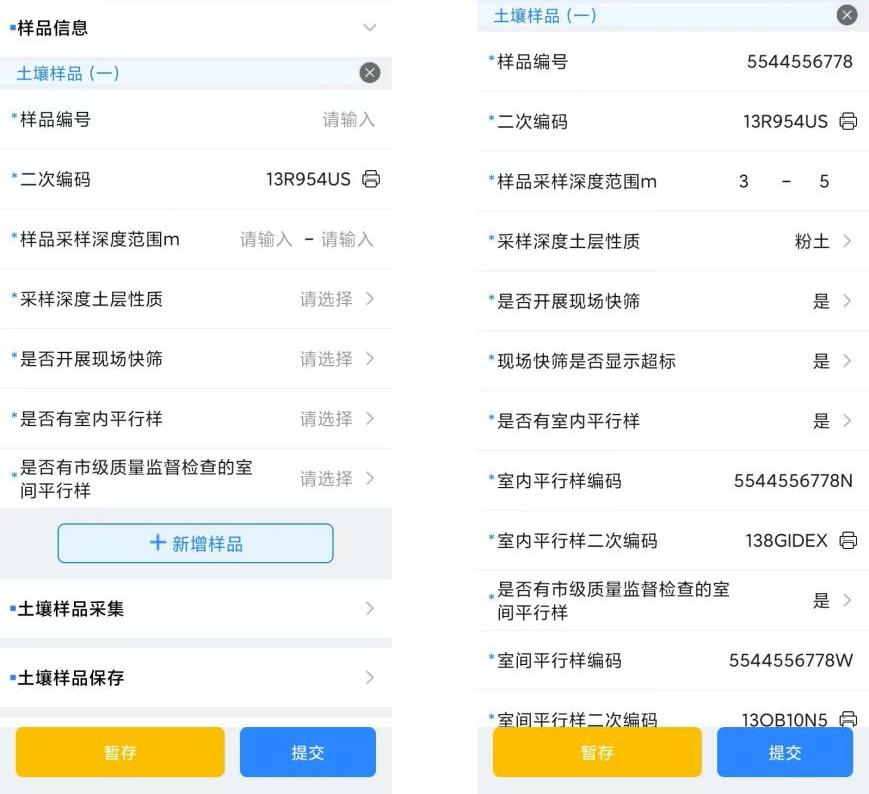 样品信息
土壤样品 (一)
*样品编号 请输入
*二次编码 13R954US
*样品采样深度范围m 请输入 - 请输入
*采样深度土层性质 请选择
*是否开展现场快筛 请选择
*是否有室内平行样 请选择
*是否有市级质量监督检查的室
间平行样 请选择
+ 新增样品
土壤样品采集
土壤样品保存
暂存 提交
土壤样品 (一)
*样品编号 5544556778
*二次编码 13R954US
*样品采样深度范围m 3 - 5
*采样深度土层性质 粉土
*是否开展现场快筛 是
*现场快筛是否显示超标 是
*是否有室内平行样 是
*室内平行样编码 5544556778N
*室内平行样二次编码 138GIDEX
*是否有市级质量监督检查的室
间平行样 是
*室间平行样编码 5544556778W
*室间平行样二次编码 13OB10N5
暂存 提交